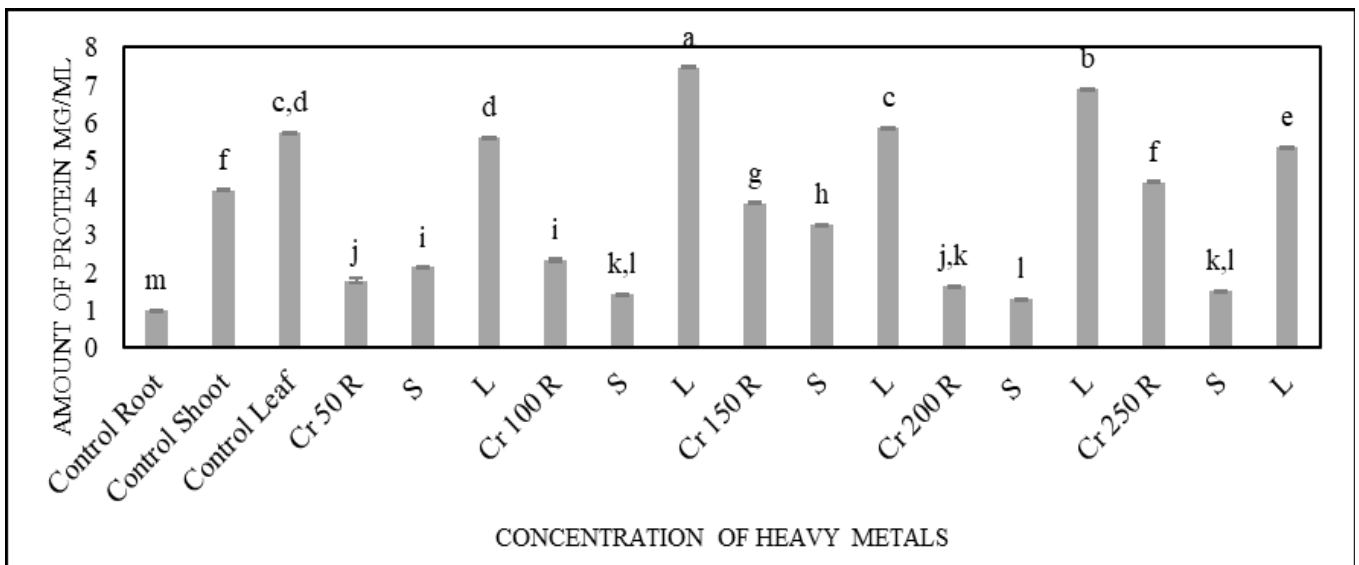 AMOUNT OF PROTEIN MG/ML
8
7
6
5
4
3
2
1
0
m
f
c,d
j
i
d
i
k,l
a
g
h
c
j,k
l
b
f
k,l
e
Control Root
Control Shoot
Control Leaf
Cr 50 R
S
L
Cr 100 R
S
L
Cr 150 R
S
L
Cr 200 R
S
L
Cr 250 R
S
L
CONCENTRATION OF HEAVY METALS